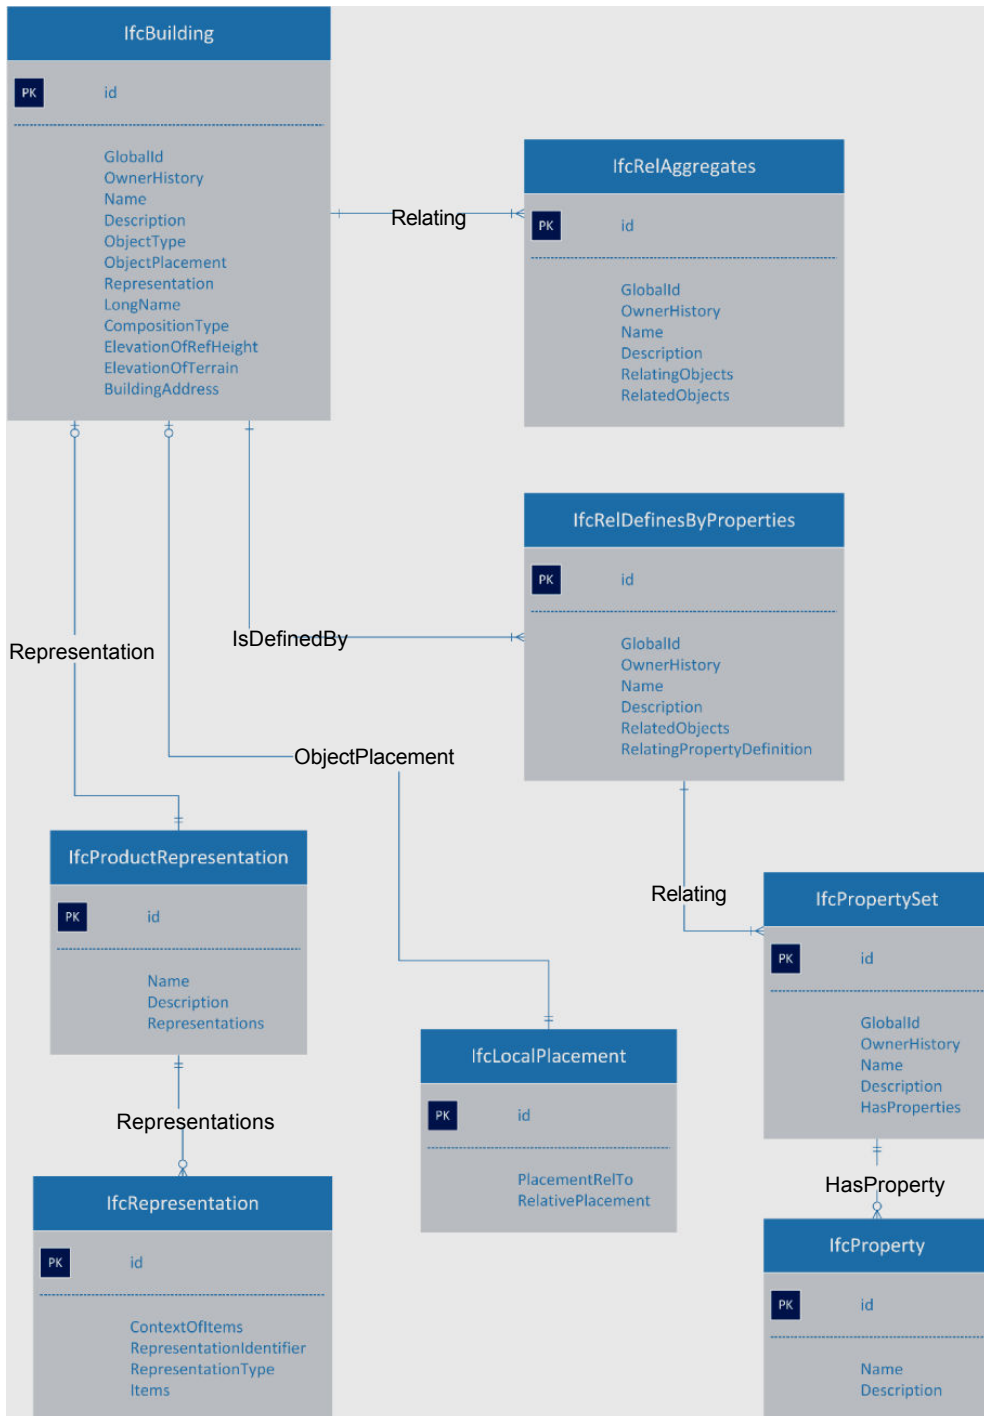 IfcBuilding
PK id
GlobalId
OwnerHistory
Name
Description
ObjectType
ObjectPlacement
Representation
LongName
CompositionType
ElevationOfRefHeight
ElevationOfTerrain
BuildingAddress
Relating
IfcRelAggregates
PK id
GlobalId
OwnerHistory
Name
Description
RelatingObjects
RelatedObjects
IfcRelDefinesByProperties
PK id
GlobalId
OwnerHistory
Name
Description
RelatedObjects
RelatingPropertyDefinition
IsDefinedBy
Representation
ObjectPlacement
IfcProductRepresentation
PK id
Name
Description
Representations
Relating
IfcPropertySet
PK id
GlobalId
OwnerHistory
Name
Description
HasProperties
IfcLocalPlacement
PK id
PlacementRelTo
RelativePlacement
Representations
IfcRepresentation
PK id
ContextOfItems
RepresentationIdentifier
RepresentationType
Items
HasProperty
IfcProperty
PK id
Name
Description